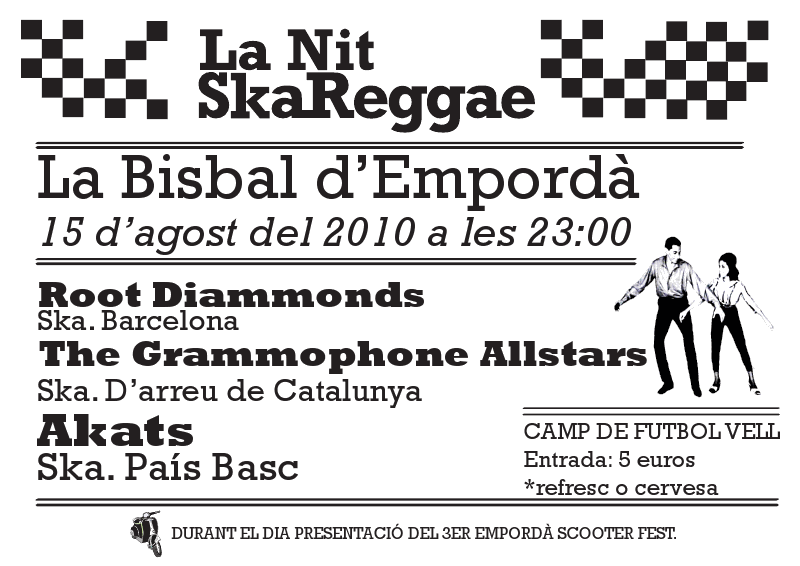 La Nit
SkaReggae
La Bisbal d'Empordà
15 d'agost del 2010 a les 23:00
Root Diammonds
Ska. Barcelona
The Grammophone Allstars
Ska. D'arreu de Catalunya
Akats
Ska. País Basc
CAMP DE FUTBOL VELL
Entrada: 5 euros
*refresc o cervesa
DURANT EL DIA PRESENTACIÓ DEL 3ER EMPORDÀ SCOOTER FEST.